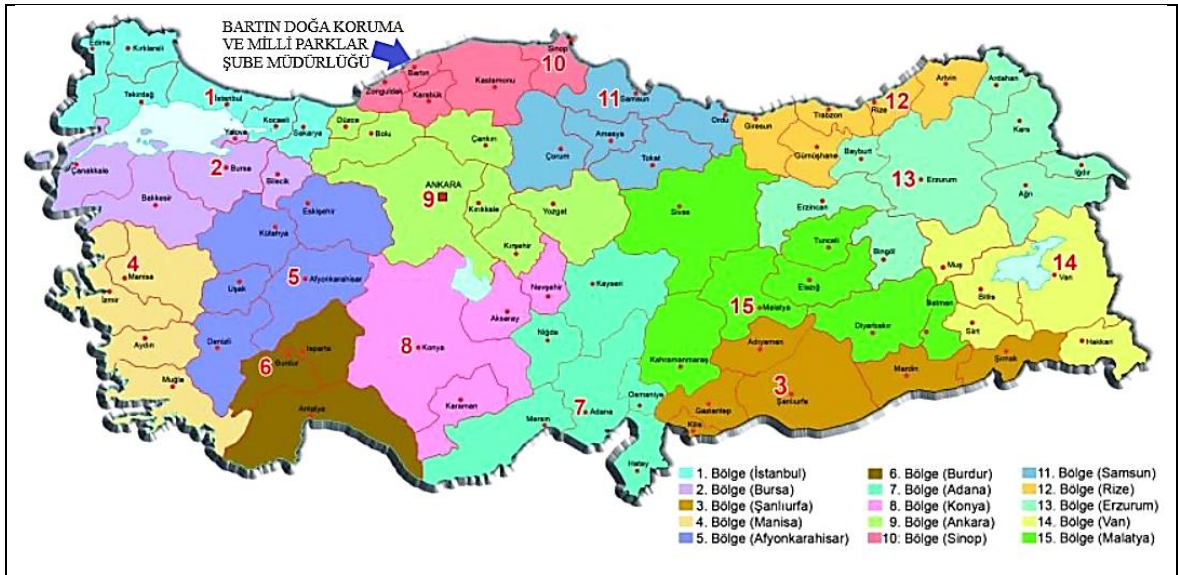 BARTIN DOĞA KORUMA
VE MİLLİ PARKLAR
ŞUBE MÜDÜRLÜĞÜ
Sinop
10
Edirne
Kırklareli
Bartın
Kastamonu
Zonguldak
Karabük
Tekirdağ
1
İstanbul
Kocaeli
Sakarya
Yalova
Düzce
Bolu
Çankırı
11
Samsun
Ordu
Amasya
Çorum
Tokat
Giresun
Trabzon
12
Rize
Artvin
Ardahan
Gümüşhane
Bayburt
Kars
Çanakkale
2
Bursa
Bilecik
Balıkesir
ANKARA
9
Kırıkkale
Yozgat
Kırşehir
Sivas
Erzincan
13
Erzurum
Iğdır
Ağrı
Eskişehir
Kütahya
4
Manisa
İzmir
Uşak
5
Afyonkarahisar
Nevşehir
Kayseri
Aksaray
Tunceli
Bingöl
Elazığ
Muş
14
Van
Bitlis
Aydın
Denizli
6
Burdur
Isparta
8
Konya
Niğde
15
Malatya
Diyarbakır
Batman
Siirt
Hakkari
Muğla
Antalya
Karaman
Kahramanmaraş
Adıyaman
Mardin
Şırnak
3
Şanlıurfa
Mersin
7
Adana
Osmaniye
Gaziantep
Kilis
Hatay
1. Bölge (İstanbul)
2. Bölge (Bursa)
3. Bölge (Şanlıurfa)
4. Bölge (Manisa)
5. Bölge (Afyonkarahisar)
6. Bölge (Burdur)
7. Bölge (Adana)
8. Bölge (Konya)
9. Bölge (Ankara)
10. Bölge (Sinop)
11. Bölge (Samsun)
12. Bölge (Rize)
13. Bölge (Erzurum)
14. Bölge (Van)
15. Bölge (Malatya)